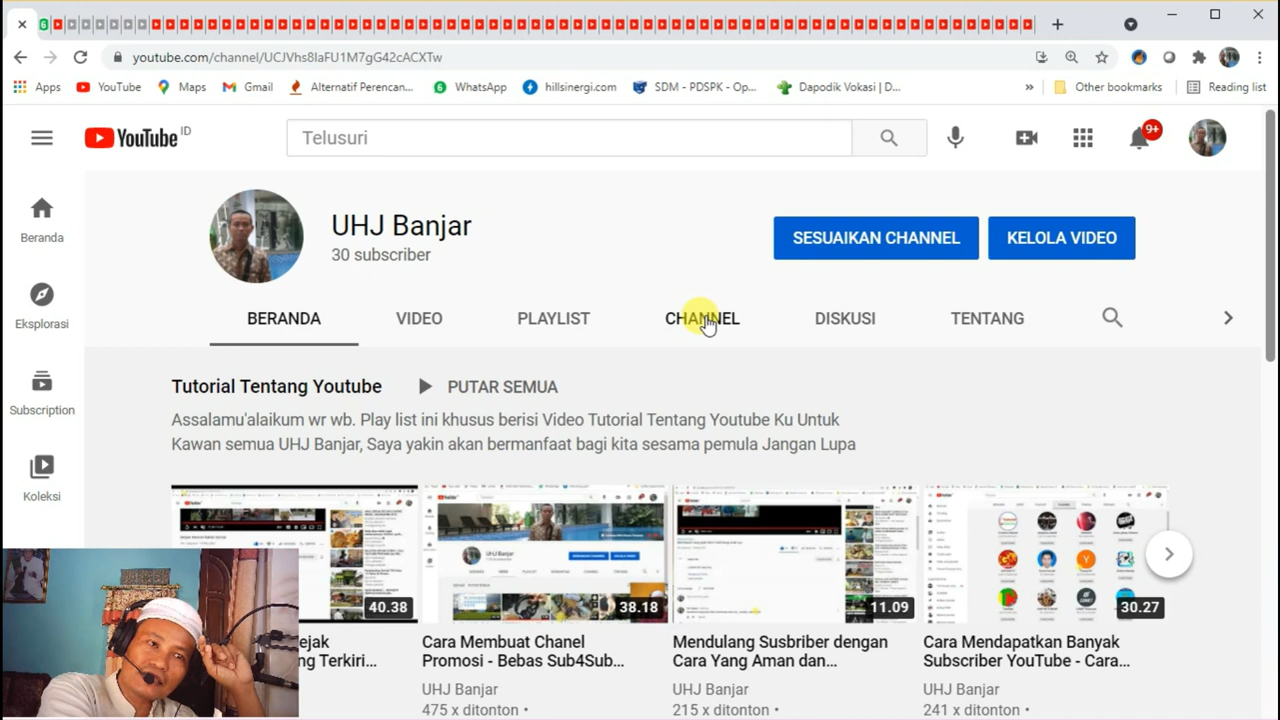 youtube.com/channel/UCJVhs8IaFU1M7gG42cACXTw
Apps YouTube Maps Gmail Alternatif Perencan... WhatsApp hillsinergi.com SDM - PDSPK - Op... Dapodik Vokasi | D... » Other bookmarks Reading list
YouTube ID Telusuri 9+
UHJ Banjar
30 subscriber
SESUAIKAN CHANNEL KELOLA VIDEO
Beranda
Eksplorasi
Subscription
Koleksi
BERANDA VIDEO PLAYLIST CHANNEL DISKUSI TENTANG
Tutorial Tentang Youtube PUTAR SEMUA
Assalamu'alaikum wr wb. Play list ini khusus berisi Video Tutorial Tentang Youtube Ku Untuk
Kawan semua UHJ Banjar, Saya yakin akan bermanfaat bagi kita sesama pemula Jangan Lupa
40.38 38.18 11.09 30.27
ejak
ng Terkiri...
Cara Membuat Chanel
Promosi - Bebas Sub4Sub...
UHJ Banjar
475 x ditonton •
Mendulang Susbriber dengan
Cara Yang Aman dan...
UHJ Banjar
215 x ditonton •
Cara Mendapatkan Banyak
Subscriber YouTube - Cara...
UHJ Banjar
241 x ditonton •